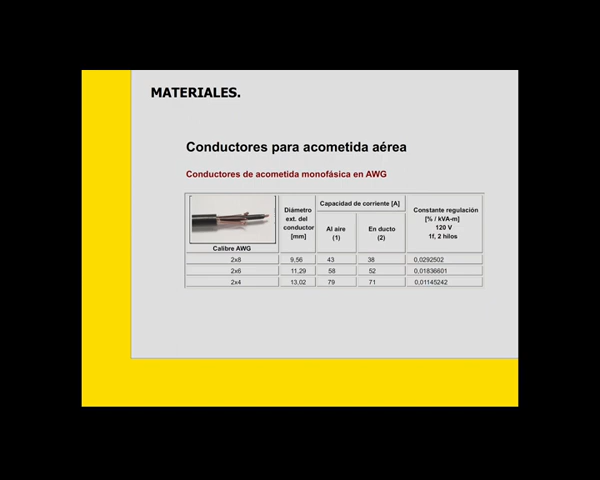 MATERIALES.
Conductores para acometida aérea
Conductores de acometida monofásica en AWG
Calibre AWG
Diámetro
ext. del
conductor
[mm]
Capacidad de corriente [A]
Al aire
(1)
En ducto
(2)
Constante regulación
[% / kVA-m]
120 V
1f, 2 hilos
2x8 9,56 43 38 0,0292502
2x6 11,29 58 52 0,01836601
2x4 13,02 79 71 0,01145242